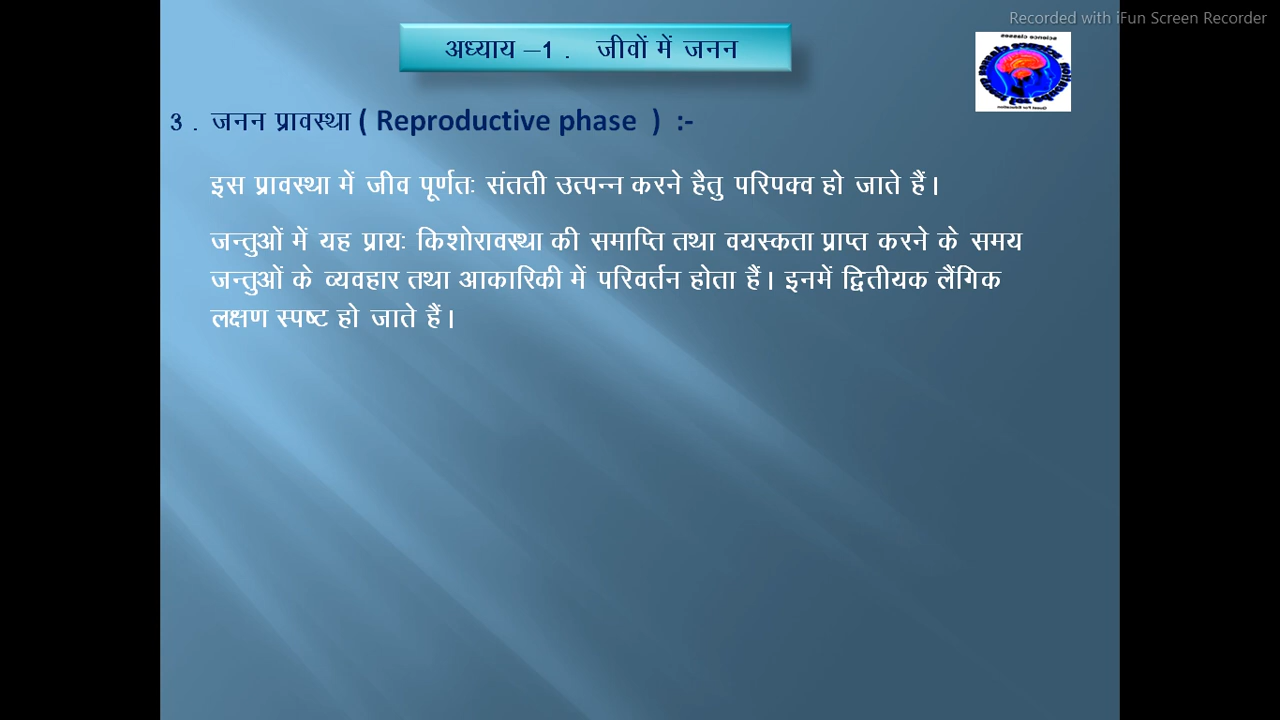 Recorded with iFun Screen Recorder
अध्याय –1 . जीवों में जनन
science classes
3 . जनन प्रावस्था ( Reproductive phase ) :-
इस प्रावस्था में जीव पूर्णतः संतती उत्पन्न करने हैतु परिपक्व हो जाते हैं।
जन्तुओं में यह प्रायः किशोरावस्था की समाप्ति तथा वयस्कता प्राप्त करने के समय
जन्तुओं के व्यवहार तथा आकारिकी में परिवर्तन होता हैं। इनमें द्वितीयक लैंगिक
लक्षण स्पष्ट हो जाते हैं।